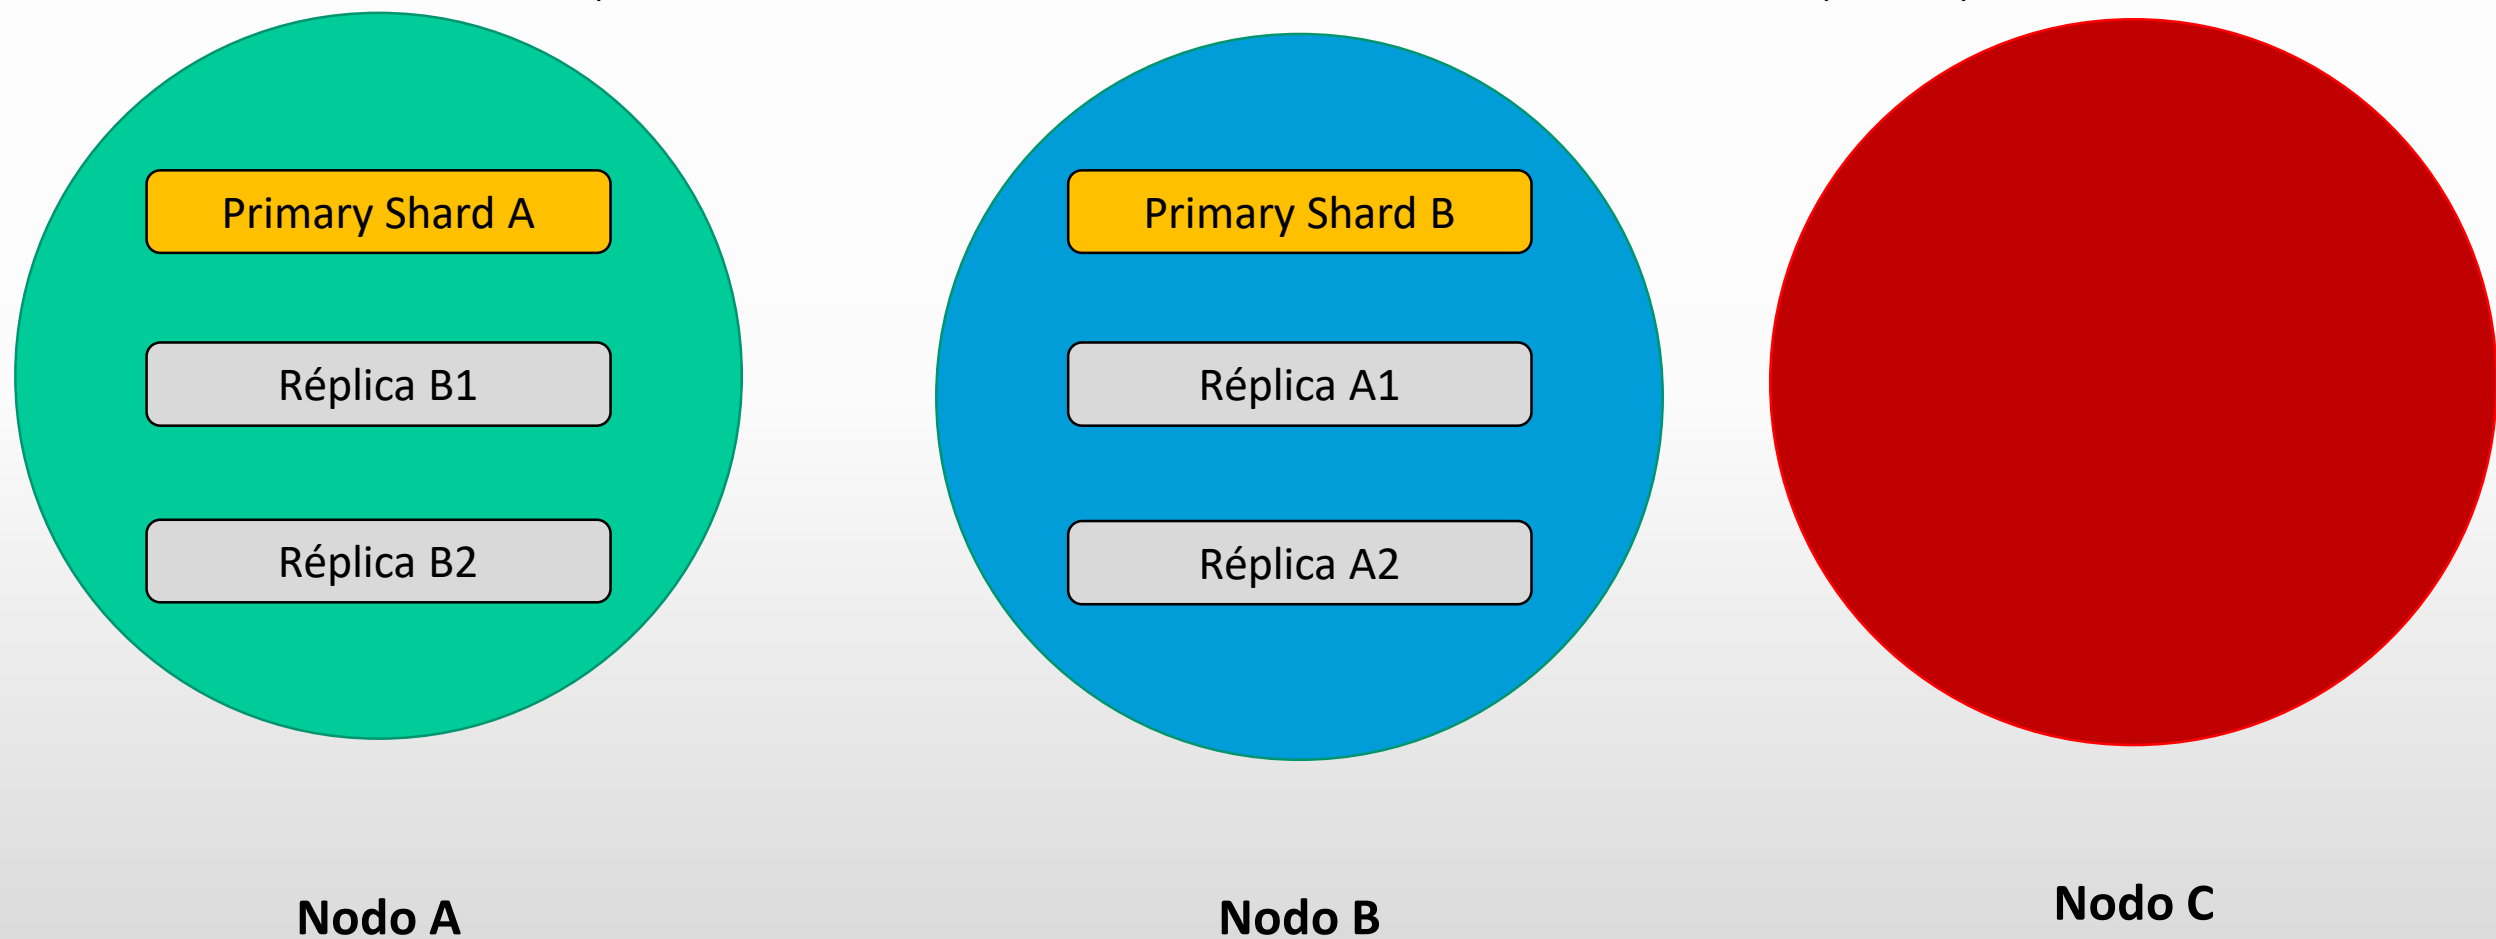 Primary Shard A
Réplica B1
Réplica B2
Nodo A
Primary Shard B
Réplica A1
Réplica A2
Nodo B
Nodo C